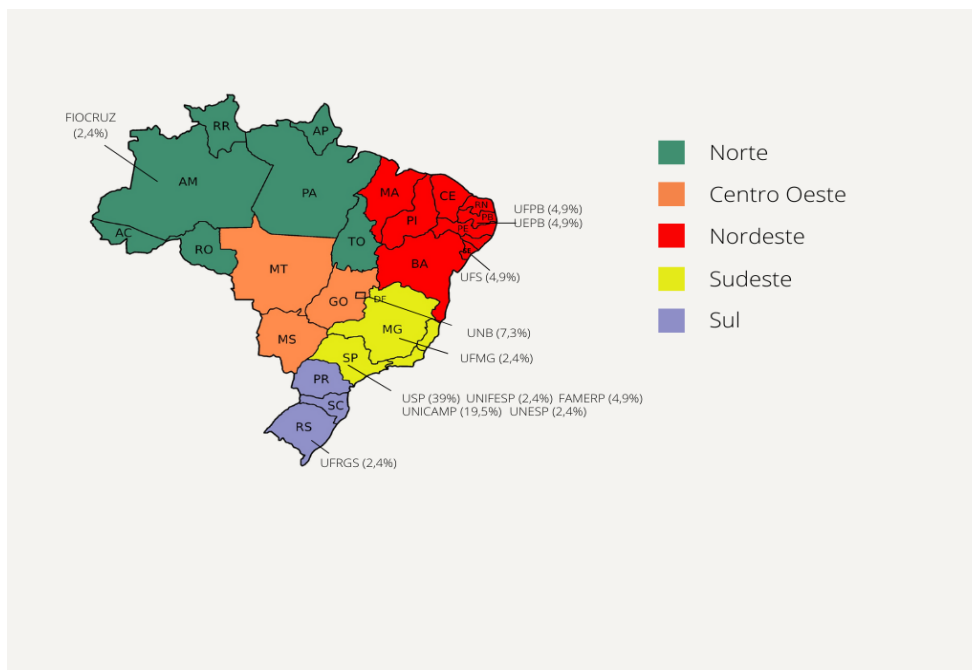 FIOCRUZ
(2,4%)
RR
AP
AM
PA
MA
CE
RN
PB
UFPB (4,9%)
UEPB (4,9%)
PI
PE
AC
RO
TO
BA
SE
UFS (4,9%)
MT
GO
DF
UNB (7,3%)
MG
UFMG (2,4%)
MS
SP
USP (39%) UNIFESP (2,4%) FAMERP (4,9%)
UNICAMP (19,5%) UNESP (2,4%)
PR
SC
RS
UFRGS (2,4%)
Norte
Centro Oeste
Nordeste
Sudeste
Sul